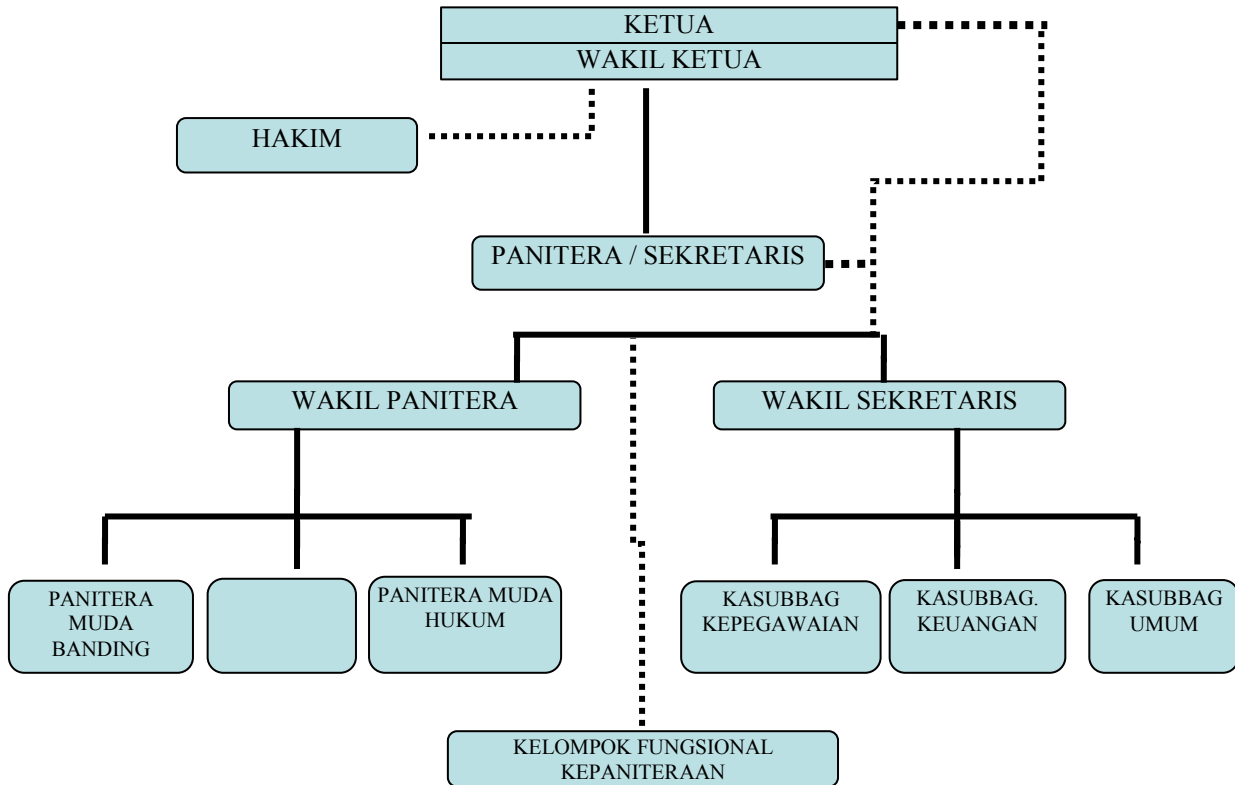 KETUA
WAKIL KETUA
HAKIM
PANITERA / SEKRETARIS
WAKIL PANITERA
WAKIL SEKRETARIS
PANITERA
MUDA
BANDING
PANITERA MUDA
HUKUM
KASUBBAG
KEPEGAWAIAN
KASUBBAG.
KEUANGAN
KASUBBAG
UMUM
KELOMPOK FUNGSIONAL
KEPANITERAAN